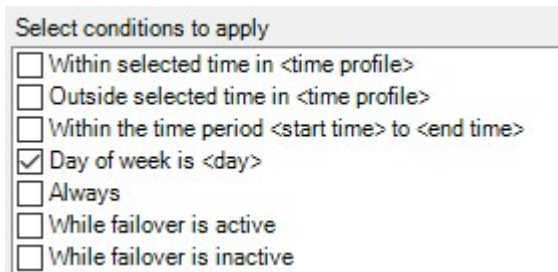 Select conditions to apply
Within selected time in <time profile>
Outside selected time in <time profile>
Within the time period <start time> to <end time>
Day of week is <day>
Always
While failover is active
While failover is inactive